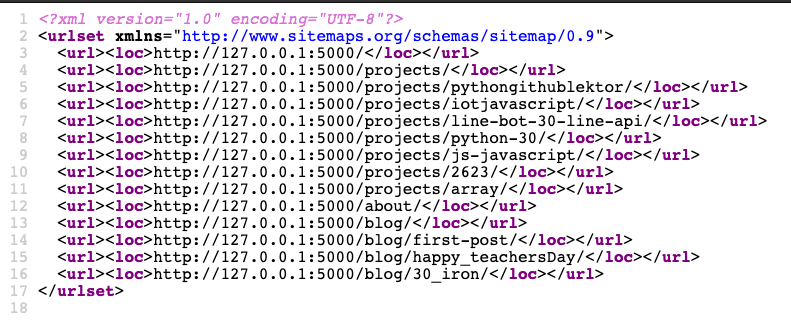 1 <?xml version="1.0" encoding="UTF-8"?>
2 <urlset xmlns="http://www.sitemaps.org/schemas/sitemap/0.9">
3 <url><loc>http://127.0.0.1:5000/</loc></url>
4 <url><loc>http://127.0.0.1:5000/projects/</loc></url>
5 <url><loc>http://127.0.0.1:5000/projects/pythongithublektor/</loc></url>
6 <url><loc>http://127.0.0.1:5000/projects/iotjavascript/</loc></url>
7 <url><loc>http://127.0.0.1:5000/projects/line-bot-30-line-api/</loc></url>
8 <url><loc>http://127.0.0.1:5000/projects/python-30/</loc></url>
9 <url><loc>http://127.0.0.1:5000/projects/js-javascript/</loc></url>
10 <url><loc>http://127.0.0.1:5000/projects/2623/</loc></url>
11 <url><loc>http://127.0.0.1:5000/projects/array/</loc></url>
12 <url><loc>http://127.0.0.1:5000/about/</loc></url>
13 <url><loc>http://127.0.0.1:5000/blog/</loc></url>
14 <url><loc>http://127.0.0.1:5000/blog/first-post/</loc></url>
15 <url><loc>http://127.0.0.1:5000/blog/happy_teachersDay/</loc></url>
16 <url><loc>http://127.0.0.1:5000/blog/30_iron/</loc></url>
17 </urlset>
18